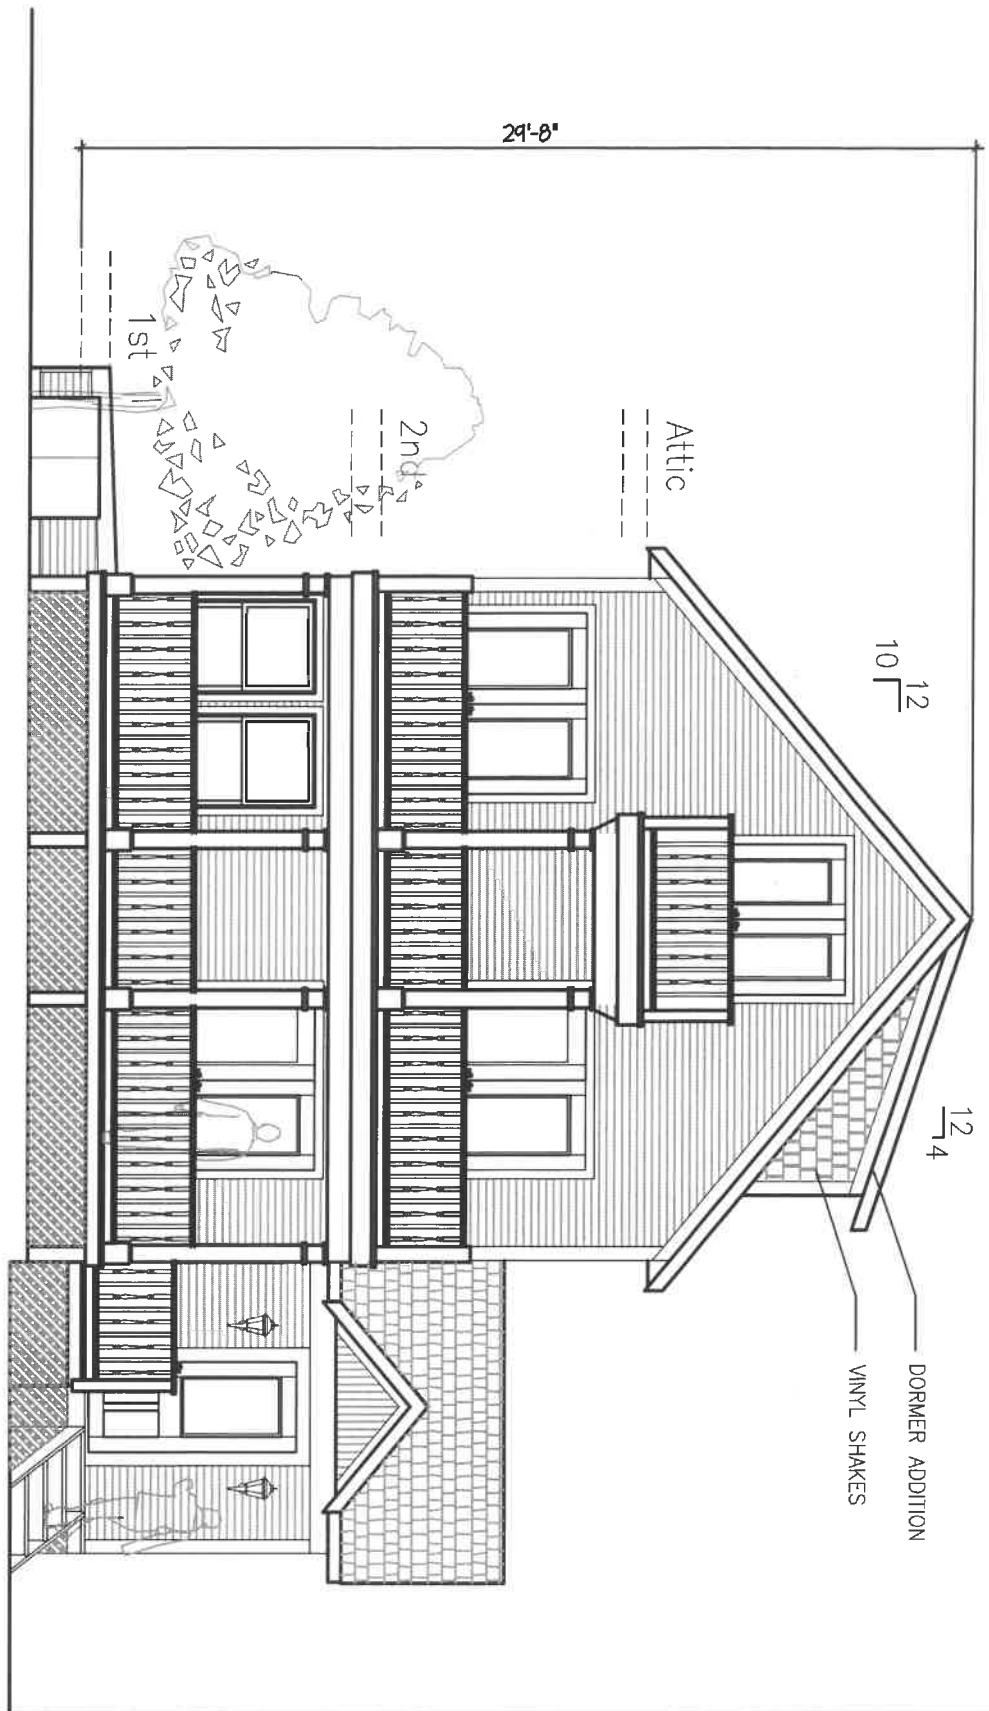 29'-8"
12
10
12
4
DORMER ADDITION
VINYL SHAKES
Attic
2nd
1st